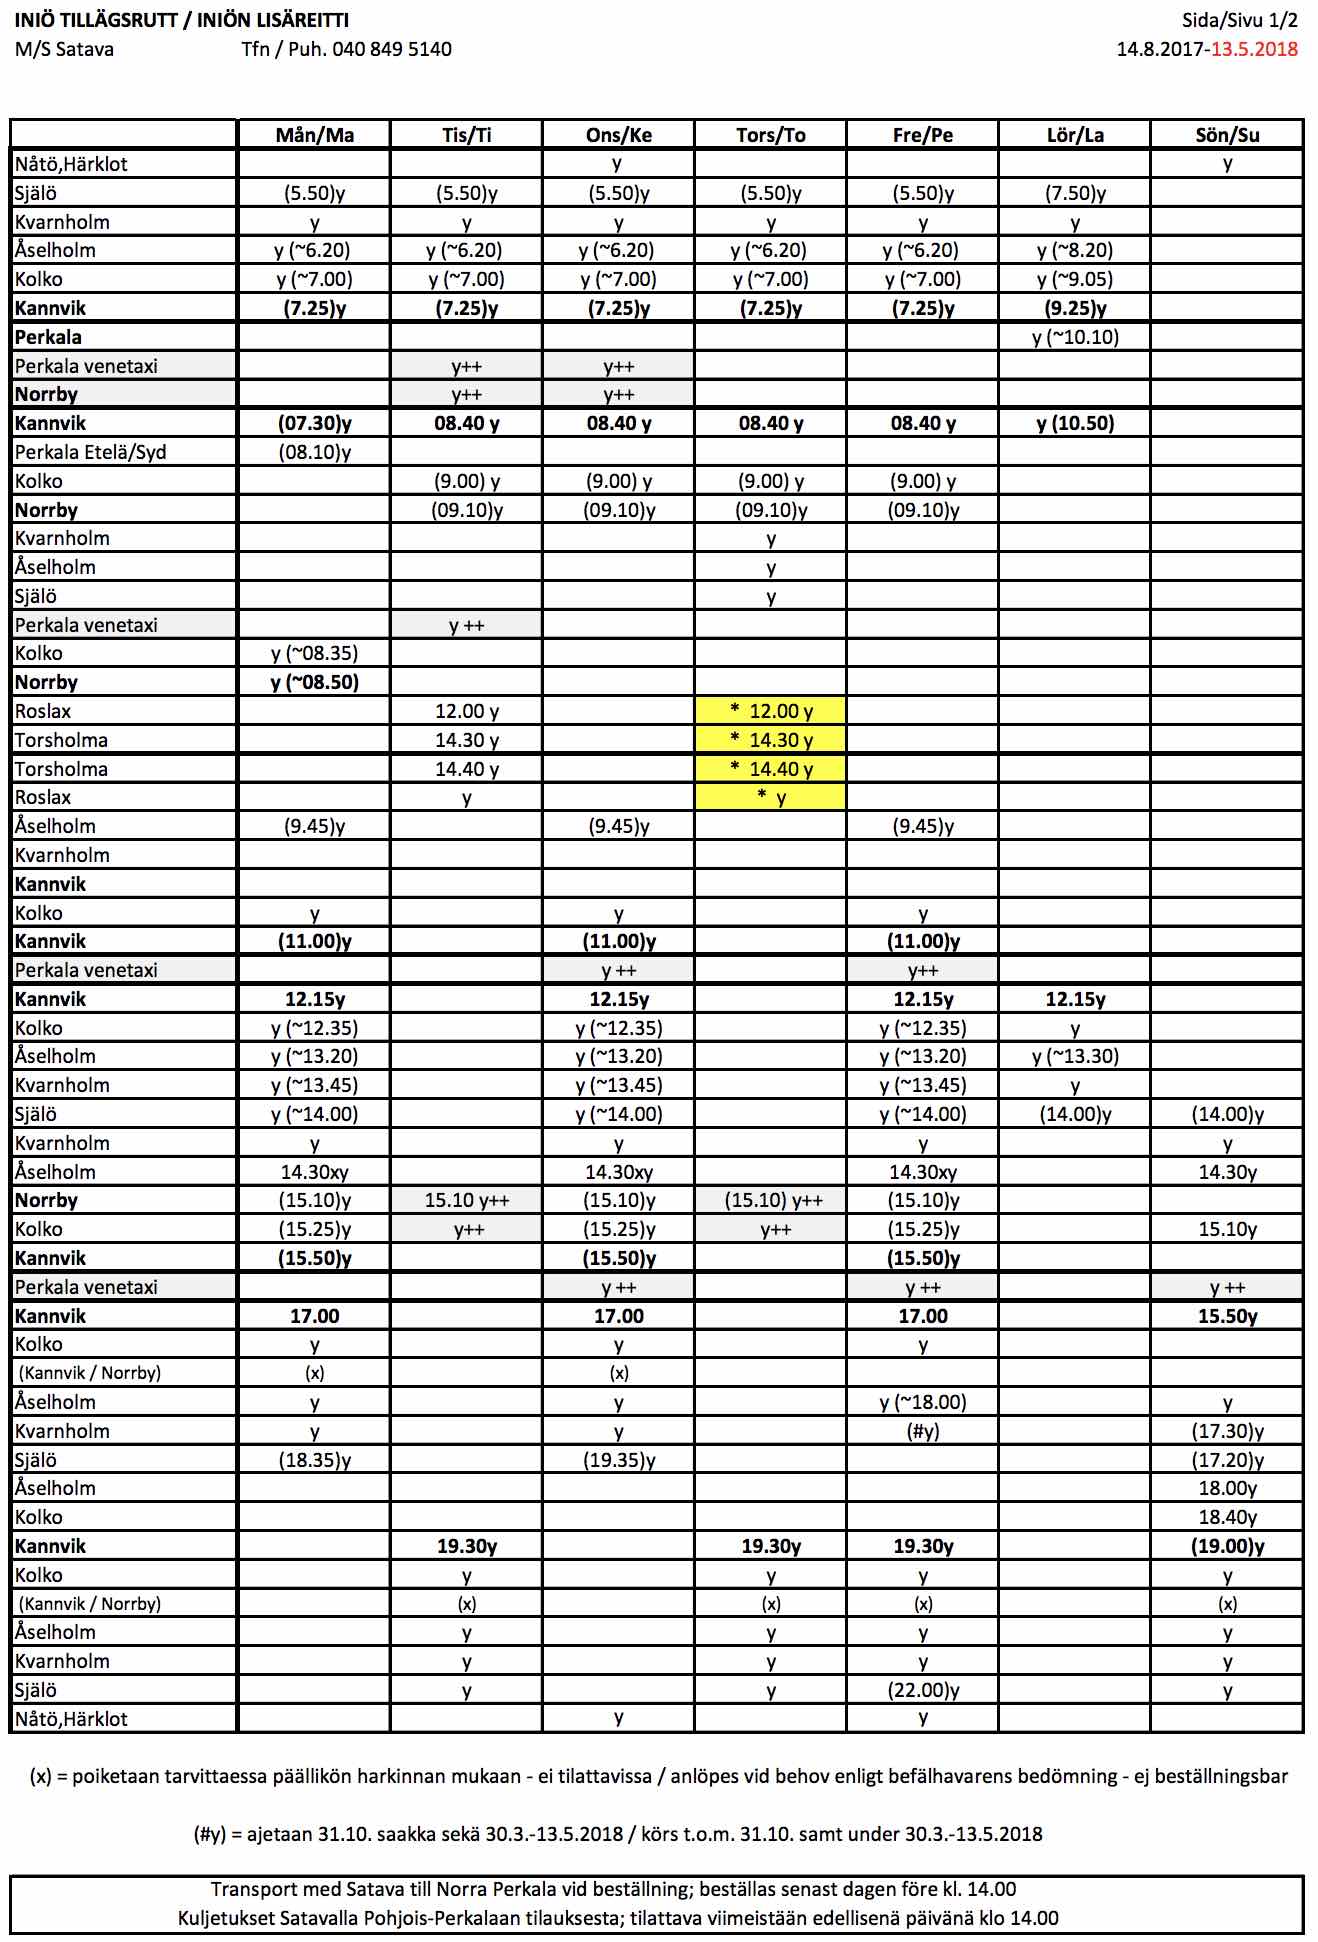 INIÖ TILLÄGSRUTT / INIÖN LISÄREITTI Sida/Sivu 1/2
M/S Satava Tfn / Puh. 040 849 5140 14.8.2017-13.5.2018
Mån/Ma Tis/Ti Ons/Ke Tors/To Fre/Pe Lör/La Sön/Su
Nåtö,Härklot y y
Själö (5.50)y (5.50)y (5.50)y (5.50)y (5.50)y (7.50)y
Kvarnholm y y y y y y
Åselholm y (~6.20) y (~6.20) y (~6.20) y (~6.20) y (~6.20) y (~8.20)
Kolko y (~7.00) y (~7.00) y (~7.00) y (~7.00) y (~7.00) y (~9.05)
Kannvik (7.25)y (7.25)y (7.25)y (7.25)y (7.25)y (9.25)y
Perkala y (~10.10)
Perkala venetaxi y++ y++
Norrby y++ y++
Kannvik (07.30)y 08.40 y 08.40 y 08.40 y 08.40 y y (10.50)
Perkala Etelä/Syd (08.10)y
Kolko (9.00) y (9.00) y (9.00) y (9.00) y
Norrby (09.10)y (09.10)y (09.10)y (09.10)y
Kvarnholm y
Åselholm y
Själö y
Perkala venetaxi y ++
Kolko y (~08.35)
Norrby y (~08.50)
Roslax 12.00 y * 12.00 y
Torsholma 14.30 y * 14.30 y
Torsholma 14.40 y * 14.40 y
Roslax y * y
Åselholm (9.45)y (9.45)y (9.45)y
Kvarnholm
Kannvik
Kolko y y y
Kannvik (11.00)y (11.00)y (11.00)y
Perkala venetaxi y ++ y++
Kannvik 12.15y 12.15y 12.15y 12.15y
Kolko y (~12.35) y (~12.35) y (~12.35) y
Åselholm y (~13.20) y (~13.20) y (~13.20) y (~13.30)
Kvarnholm y (~13.45) y (~13.45) y (~13.45) y
Själö y (~14.00) y (~14.00) y (~14.00) (14.00)y (14.00)y
Kvarnholm y y y y
Åselholm 14.30xy 14.30xy 14.30xy 14.30y
Norrby (15.10)y 15.10 y++ (15.10)y (15.10) y++ (15.10)y
Kolko (15.25)y y++ (15.25)y y++ (15.25)y 15.10y
Kannvik (15.50)y (15.50)y (15.50)y
Perkala venetaxi y ++ y ++ y ++
Kannvik 17.00 17.00 17.00 15.50y
Kolko y y y
(Kannvik / Norrby) (x) (x)
Åselholm y y y (~18.00) y
Kvarnholm y y (#y) (17.30)y
Själö (18.35)y (19.35)y (17.20)y
Åselholm 18.00y
Kolko 18.40y
Kannvik 19.30y 19.30y 19.30y (19.00)y
Kolko y y y y
(Kannvik / Norrby) (x) (x) (x) (x)
Åselholm y y y y
Kvarnholm y y y y
Själö y y (22.00)y y
Nåtö,Härklot y y
(x) = poiketaan tarvittaessa päällikön harkinnan mukaan - ei tilattavissa / anlöpes vid behov enligt befälhavarens bedömning - ej beställningsbar
(#y) = ajetaan 31.10. saakka sekä 30.3.-13.5.2018 / körs t.o.m. 31.10. samt under 30.3.-13.5.2018
Transport med Satava till Norra Perkala vid beställning; beställas senast dagen före kl. 14.00
Kuljetukset Satavalla Pohjois-Perkalaan tilauksesta; tilattava viimeistään edellisenä päivänä klo 14.00